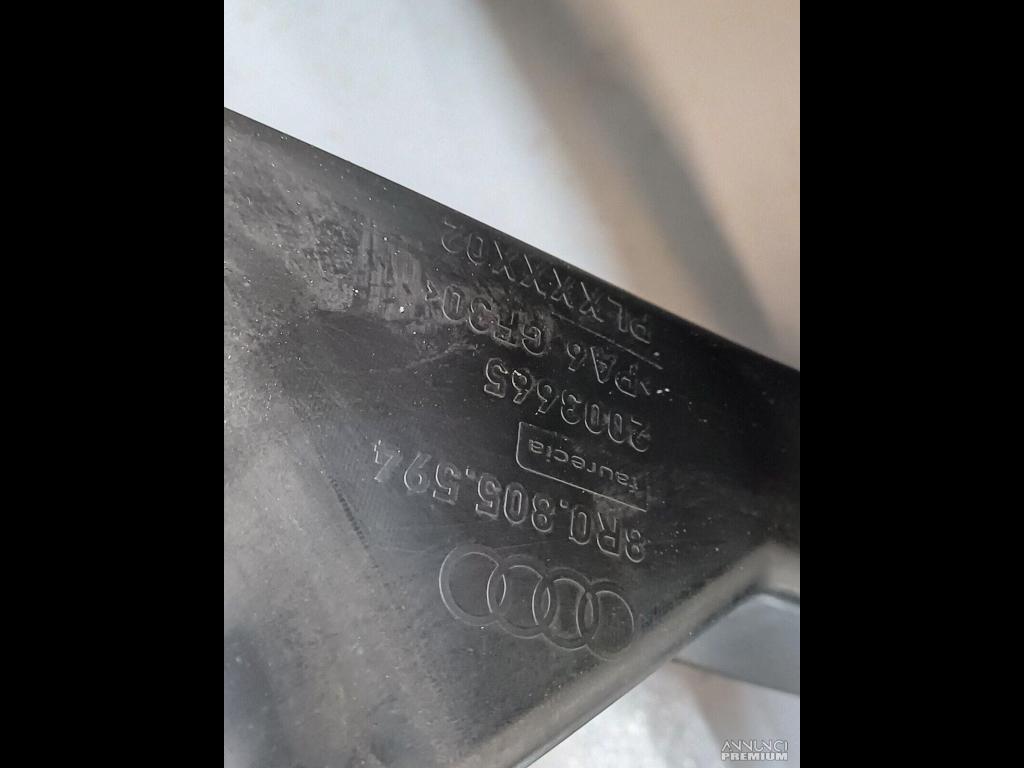 8R0.805.594
faurecia
2003665
>PA6 GF30<
PLXXXX02
ANNUNCI
PREMIUM